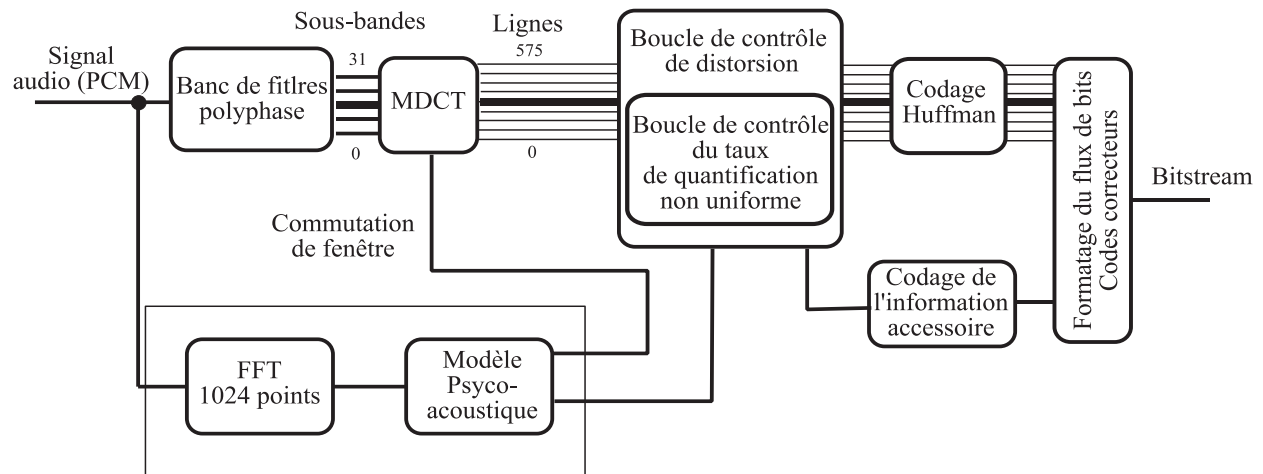 Sous-bandes
Lignes
Signal
audio (PCM)
31
575
Banc de fitlres
polyphase
MDCT
0
0
Boucle de contrôle
de distorsion
Boucle de contrôle
du taux
de quantification
non uniforme
Codage
Huffman
Formatage du flux de bits
Codes correcteurs
Bitstream
Commutation
de fenêtre
Codage de
l'information
accessoire
FFT
1024 points
Modèle
Psyco-
acoustique